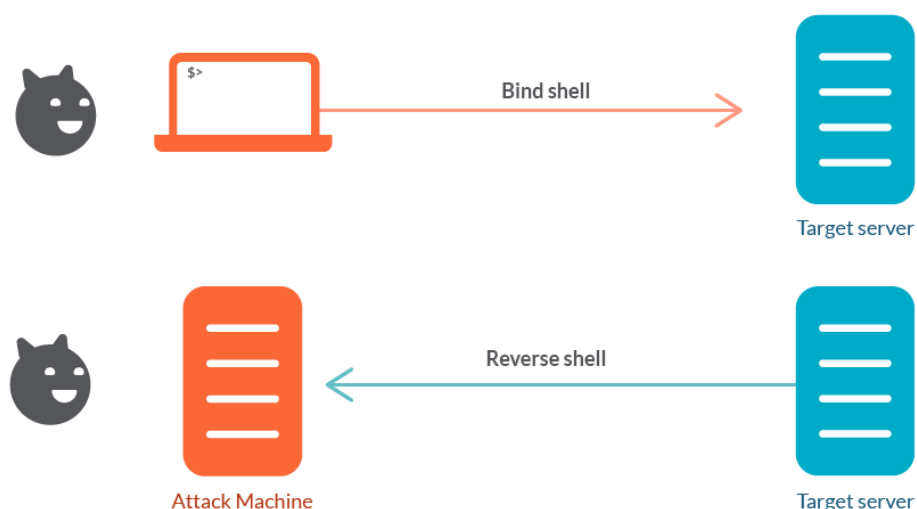 $>
Bind shell
Target server
Reverse shell
Attack Machine
Target server